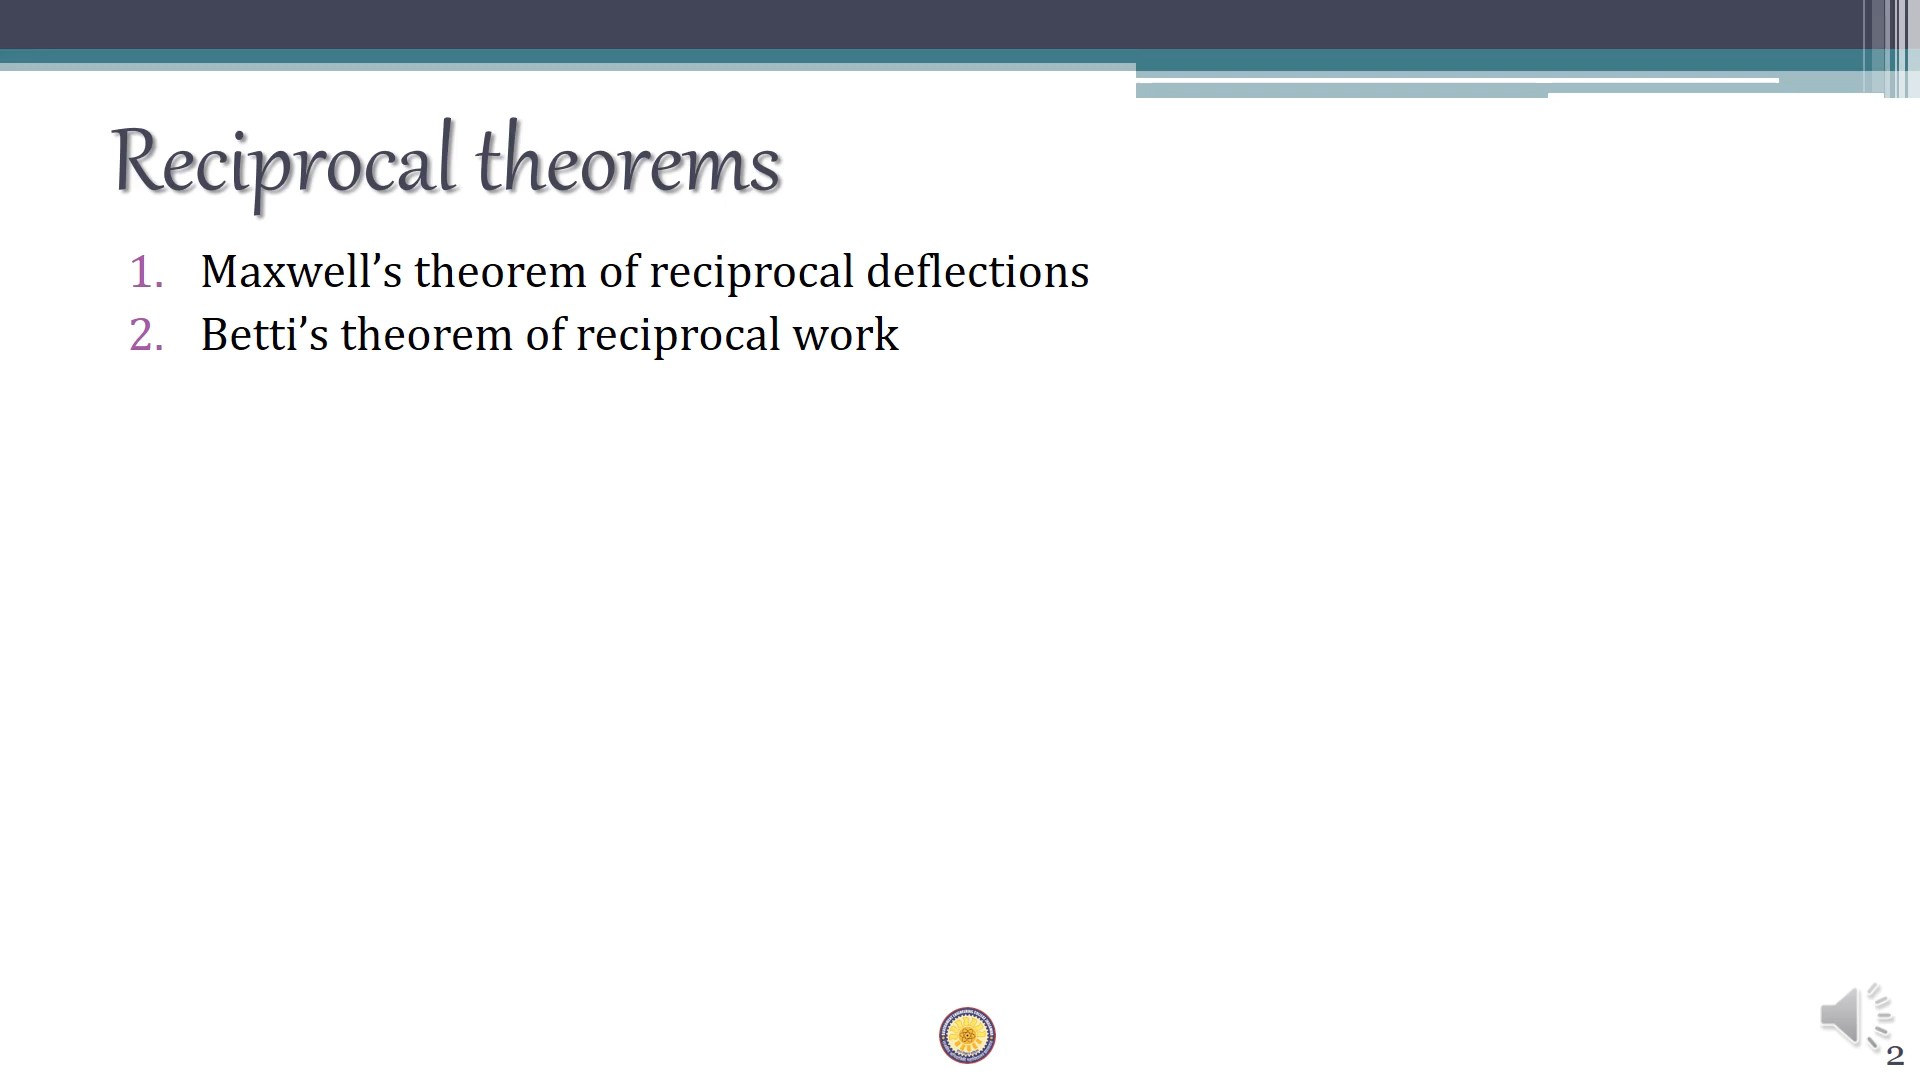 Reciprocal theorems
1. Maxwell’s theorem of reciprocal deflections
2. Betti’s theorem of reciprocal work
2